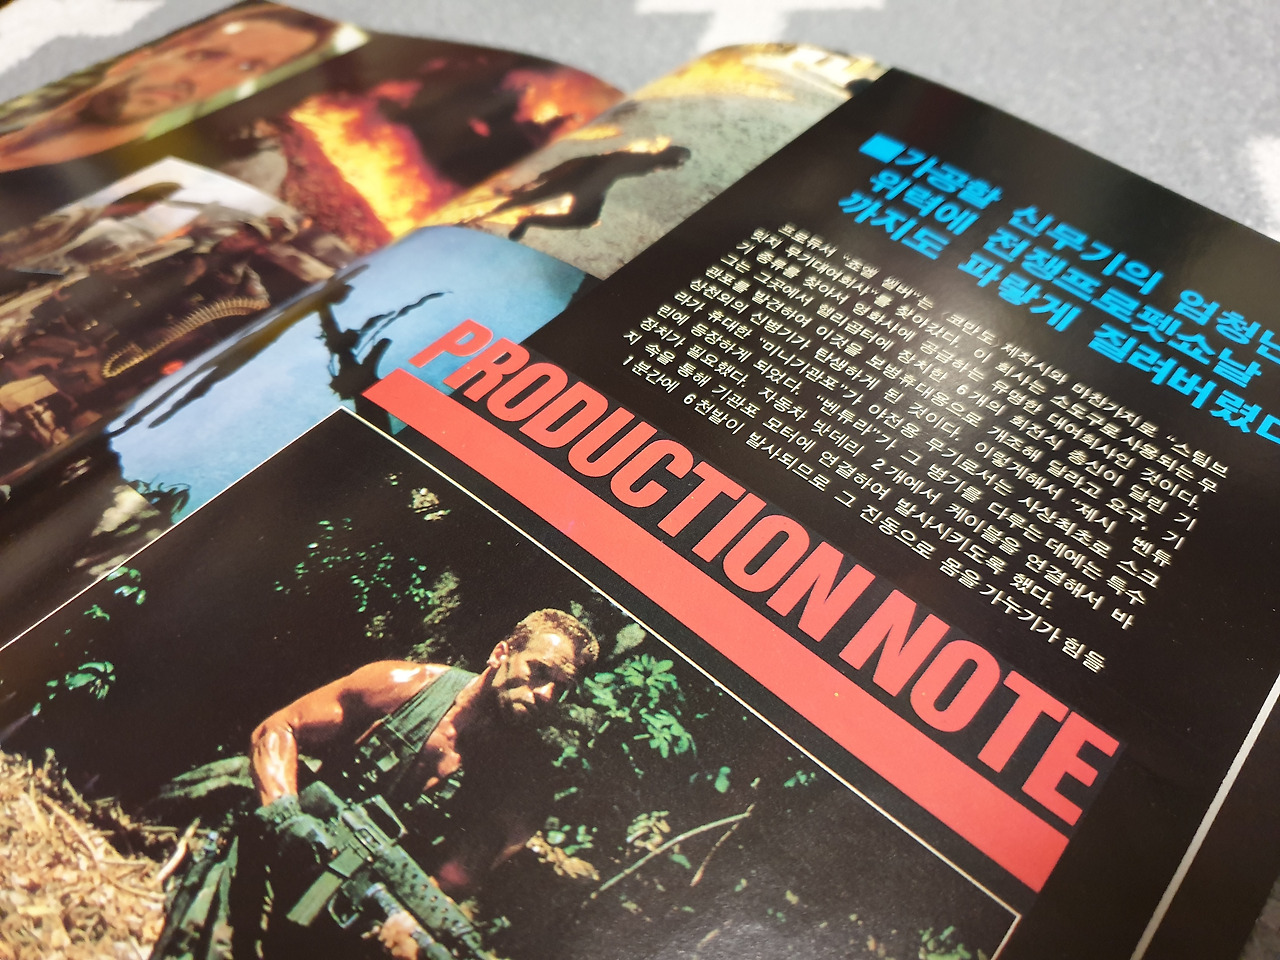 ■가공할 신무기의 엄청난
위력에 전쟁프로펫쇼날
까지도 파랗게 질려버렸다
프로듀서 “죠엘 씰버”는 「코만도」 제작시와 마찬가지로 “스팀브
릿지 무기대여회사”를 찾아갔다. 이 회사는 소도구로 사용되는 무
기 종류를 찾아서 영화사에 공급하는 유명한 대여회사인 것이다.
그는 그곳에서 헬리콥터에 장치한 6개의 회전식 총신이 달린 기
관포를 발견하여 이것을 보병휴대용으로 개조해 달라고 요구, 기
상천외의 신병기가 탄생하게 된 것이다. 이렇게해서 “제시 벤튜
라가 휴대한 “미니기관포”가 야전용 무기로서는 사상최초로 스크
린에 등장하게 되었다. “벤튜라”가 그 병기를 다루는 데에는 특수
장치가 필요했다. 자동차 밧데리 2개에서 케이블을 연결해서 바
지 속을 통해 기관포 모터에 연결하여 발사시키도록 했다.
1분간에 6천발이 발사되므로 그 진동으로 몸을 가누기가 힘들
PRODUCTION NOTE